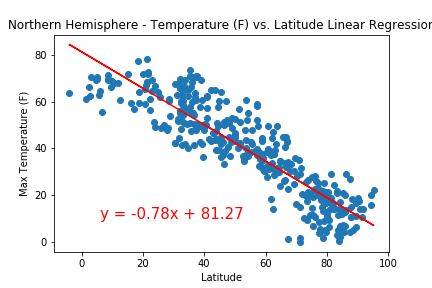 Northern Hemisphere - Temperature (F) vs. Latitude Linear Regression
Max Temperature (F)
80
60
40
20
0
y = -0.78x + 81.27
0 20 40 60 80 100
Latitude